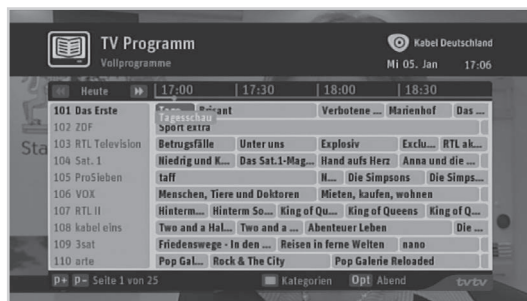 TV Programm
Vollprogramme
Kabel Deutschland
Mi 05. Jan 17:06
Heute 17:00 17:30 18:00 18:30
101 Das Erste Tage... Brisant Verbotene ... Marienhof Das ...
Tagesschau
102 ZDF Sport extra
103 RTL Television Betrugsfälle Unter uns Explosiv Exclu... RTL ak...
104 Sat. 1 Niedrig und K... Das Sat.1-Mag... Hand aufs Herz Anna und die ...
105 ProSieben taff N... Die Simpsons Die Simps...
106 VOX Menschen, Tiere und Doktoren Mieten, kaufen, wohnen
107 RTL II Hinterm... Hinterm So... King of Qu... King of Queens King of Q...
108 kabel eins Two and a Hal... Two and a ... Abenteuer Leben Die ...
109 3sat Friedenswege - In den ... Reisen in ferne Welten nano
110 arte Pop Gal... Rock & The City Pop Galerie Reloaded
P+ P- Seite 1 von 25 Kategorien Opt Abend tvtv
Sta